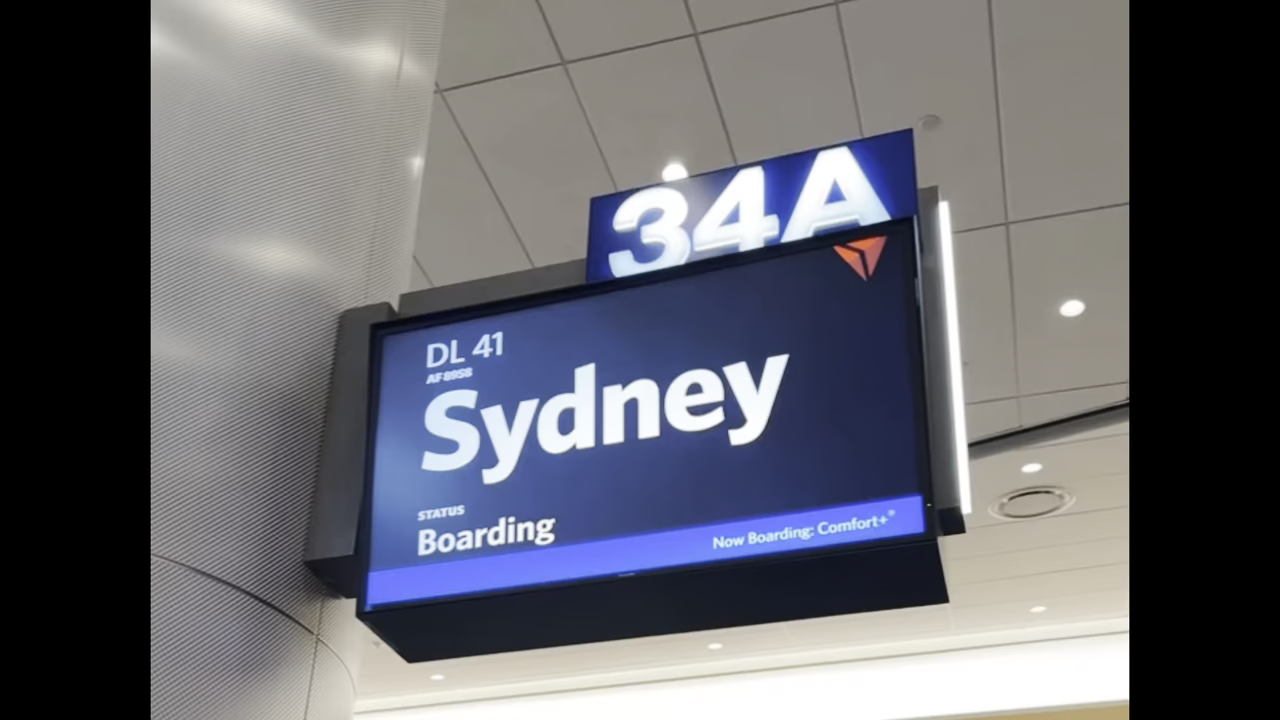 34A
DL 41
AF 8958
Sydney
STATUS
Boarding
Now Boarding: Comfort+®